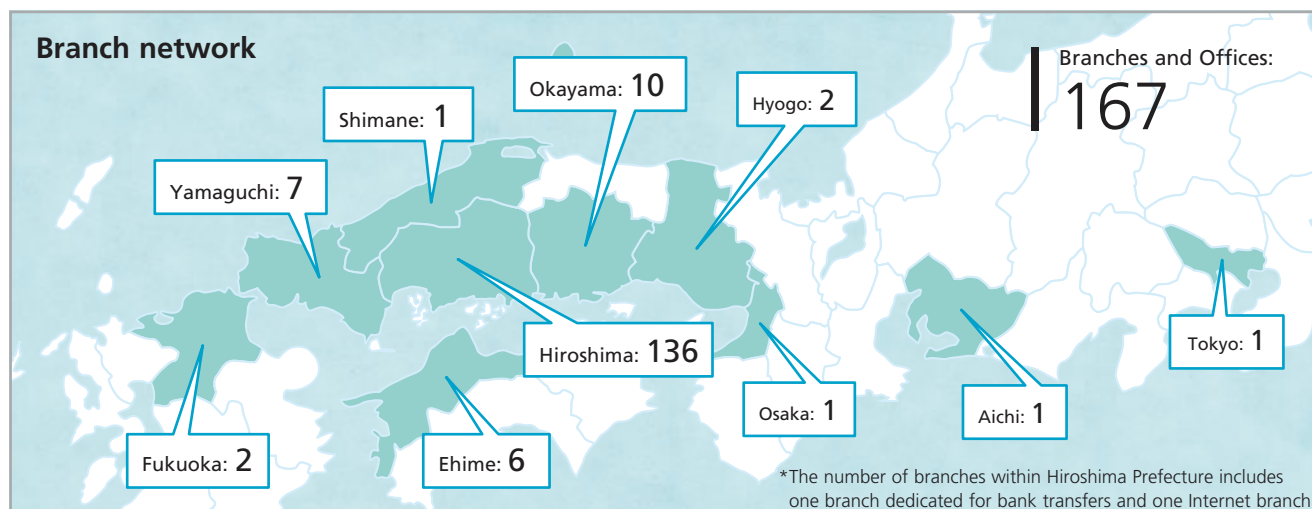 Branch network
Branches and Offices:
167
Okayama: 10
Hyogo: 2
Shimane: 1
Yamaguchi: 7
Hiroshima: 136
Tokyo: 1
Osaka: 1
Aichi: 1
Fukuoka: 2
Ehime: 6
*The number of branches within Hiroshima Prefecture includes
one branch dedicated for bank transfers and one Internet branch